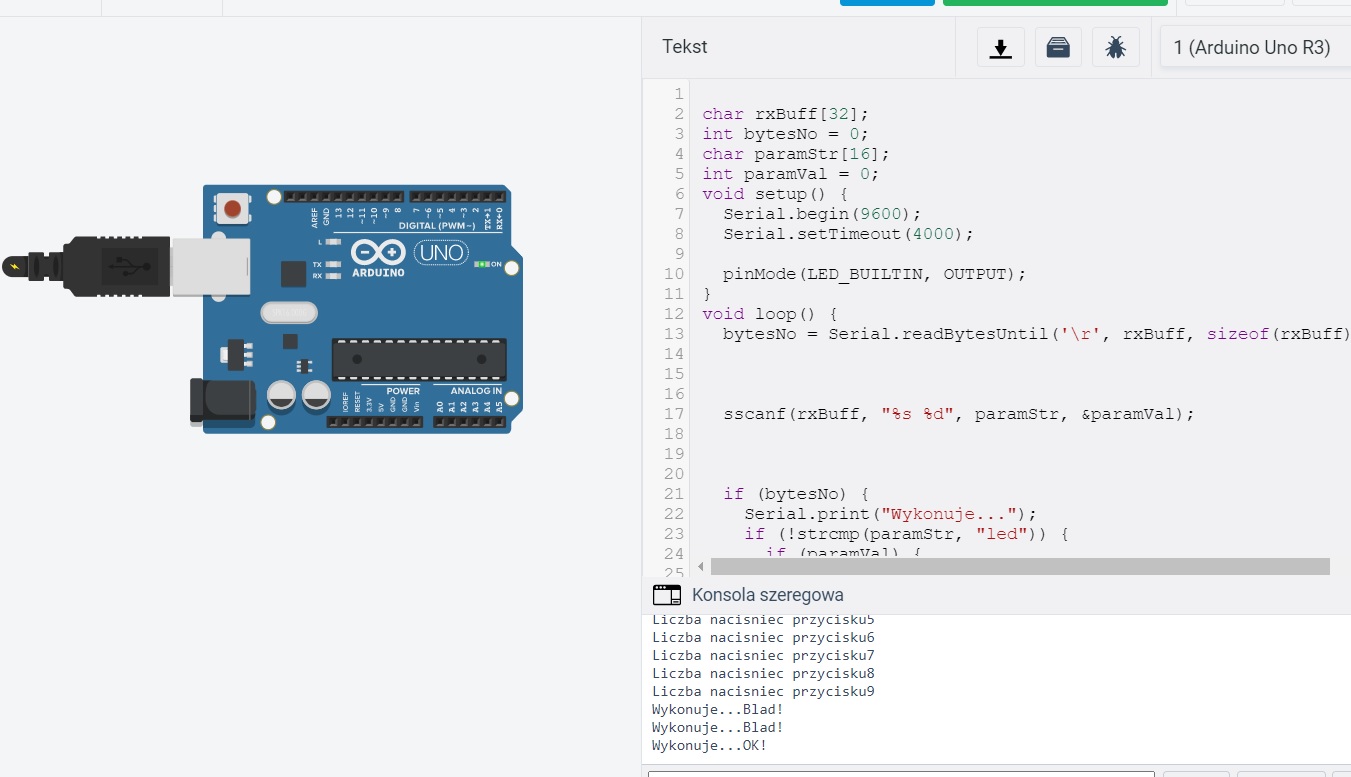 Tekst
1 (Arduino Uno R3)
1
2 char rxBuff[32];
3 int bytesNo = 0;
4 char paramStr[16];
5 int paramVal = 0;
6 void setup() {
7 Serial.begin(9600);
8 Serial.setTimeout(4000);
9
10 pinMode(LED_BUILTIN, OUTPUT);
11 }
12 void loop() {
13 bytesNo = Serial.readBytesUntil('\r', rxBuff, sizeof(rxBuff)
14
15
16
17 sscanf(rxBuff, "%s %d", paramStr, &paramVal);
18
19
20
21 if (bytesNo) {
22 Serial.print("Wykonuje...");
23 if (!strcmp(paramStr, "led")) {
24 if (paramVal) {
25
AREF
GND
13
12
~11
~10
~9
8
7
~6
~5
4
~3
2
TX→1
RX←0
DIGITAL (PWM~)
L
TX
RX
ARDUINO
UNO
ON
POWER
ANALOG IN
IOREF
RESET
3.3V
5V
GND
GND
Vin
A0
A1
A2
A3
A4
A5
Konsola szeregowa
Liczba nacisniec przycisku5
Liczba nacisniec przycisku6
Liczba nacisniec przycisku7
Liczba nacisniec przycisku8
Liczba nacisniec przycisku9
Wykonuje...Blad!
Wykonuje...Blad!
Wykonuje...OK!